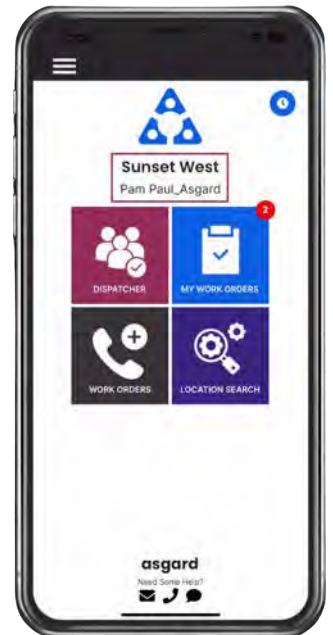 Sunset West
Pam Paul_Asgard
2
DISPATCHER
MY WORK ORDERS
WORK ORDERS
LOCATION SEARCH
asgard
Need Some Help?